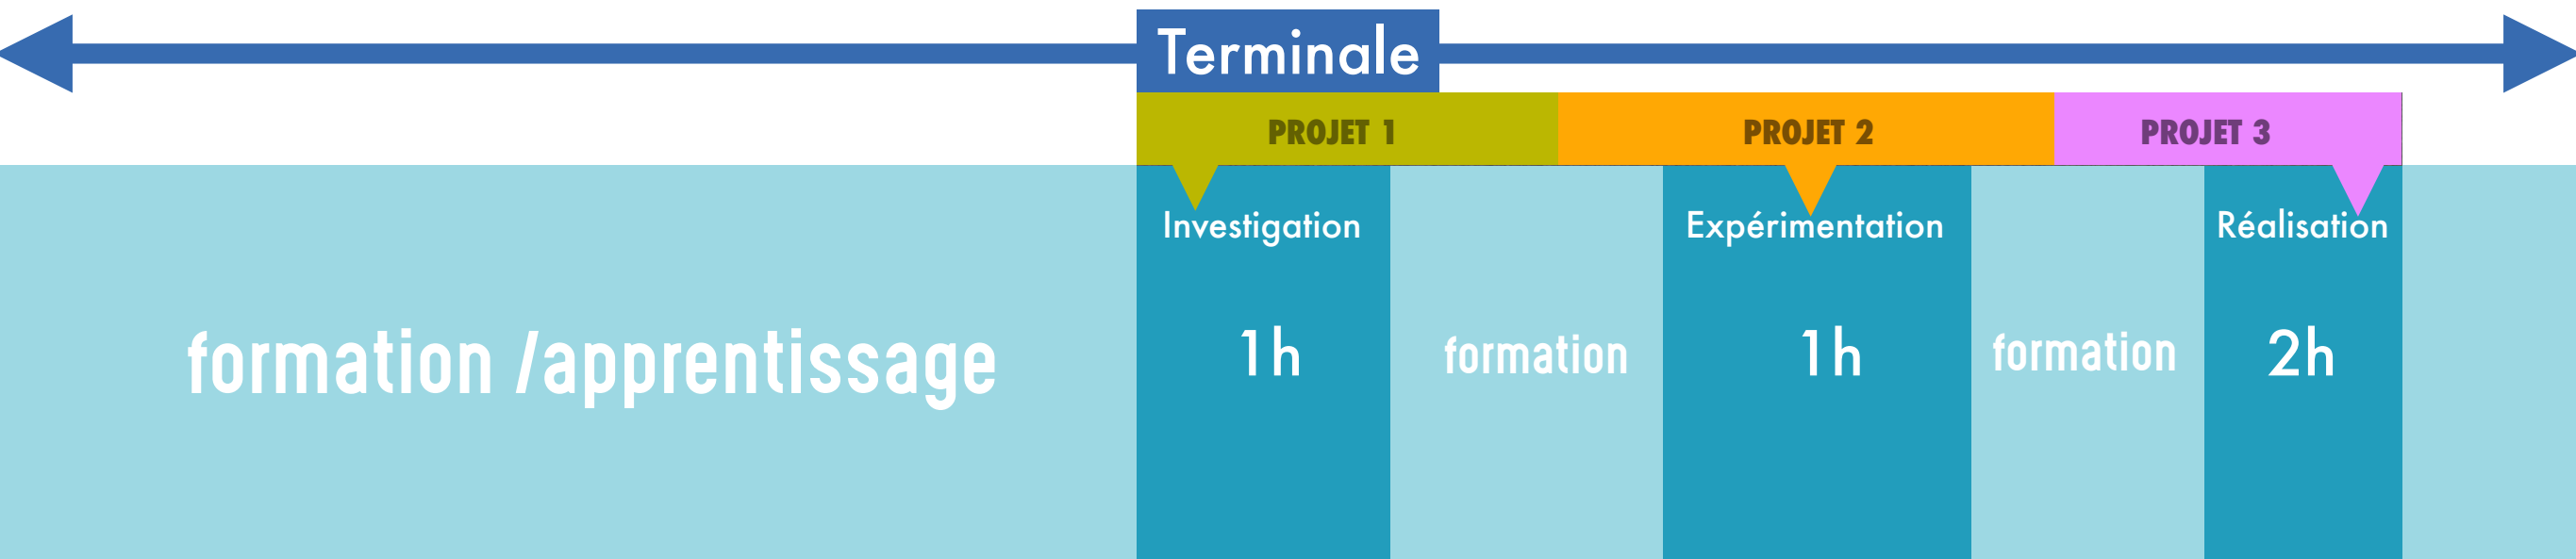 Terminale
PROJET 1
PROJET 2
PROJET 3
Investigation
Expérimentation
Réalisation
formation /apprentissage
1h
formation
1h
formation
2h